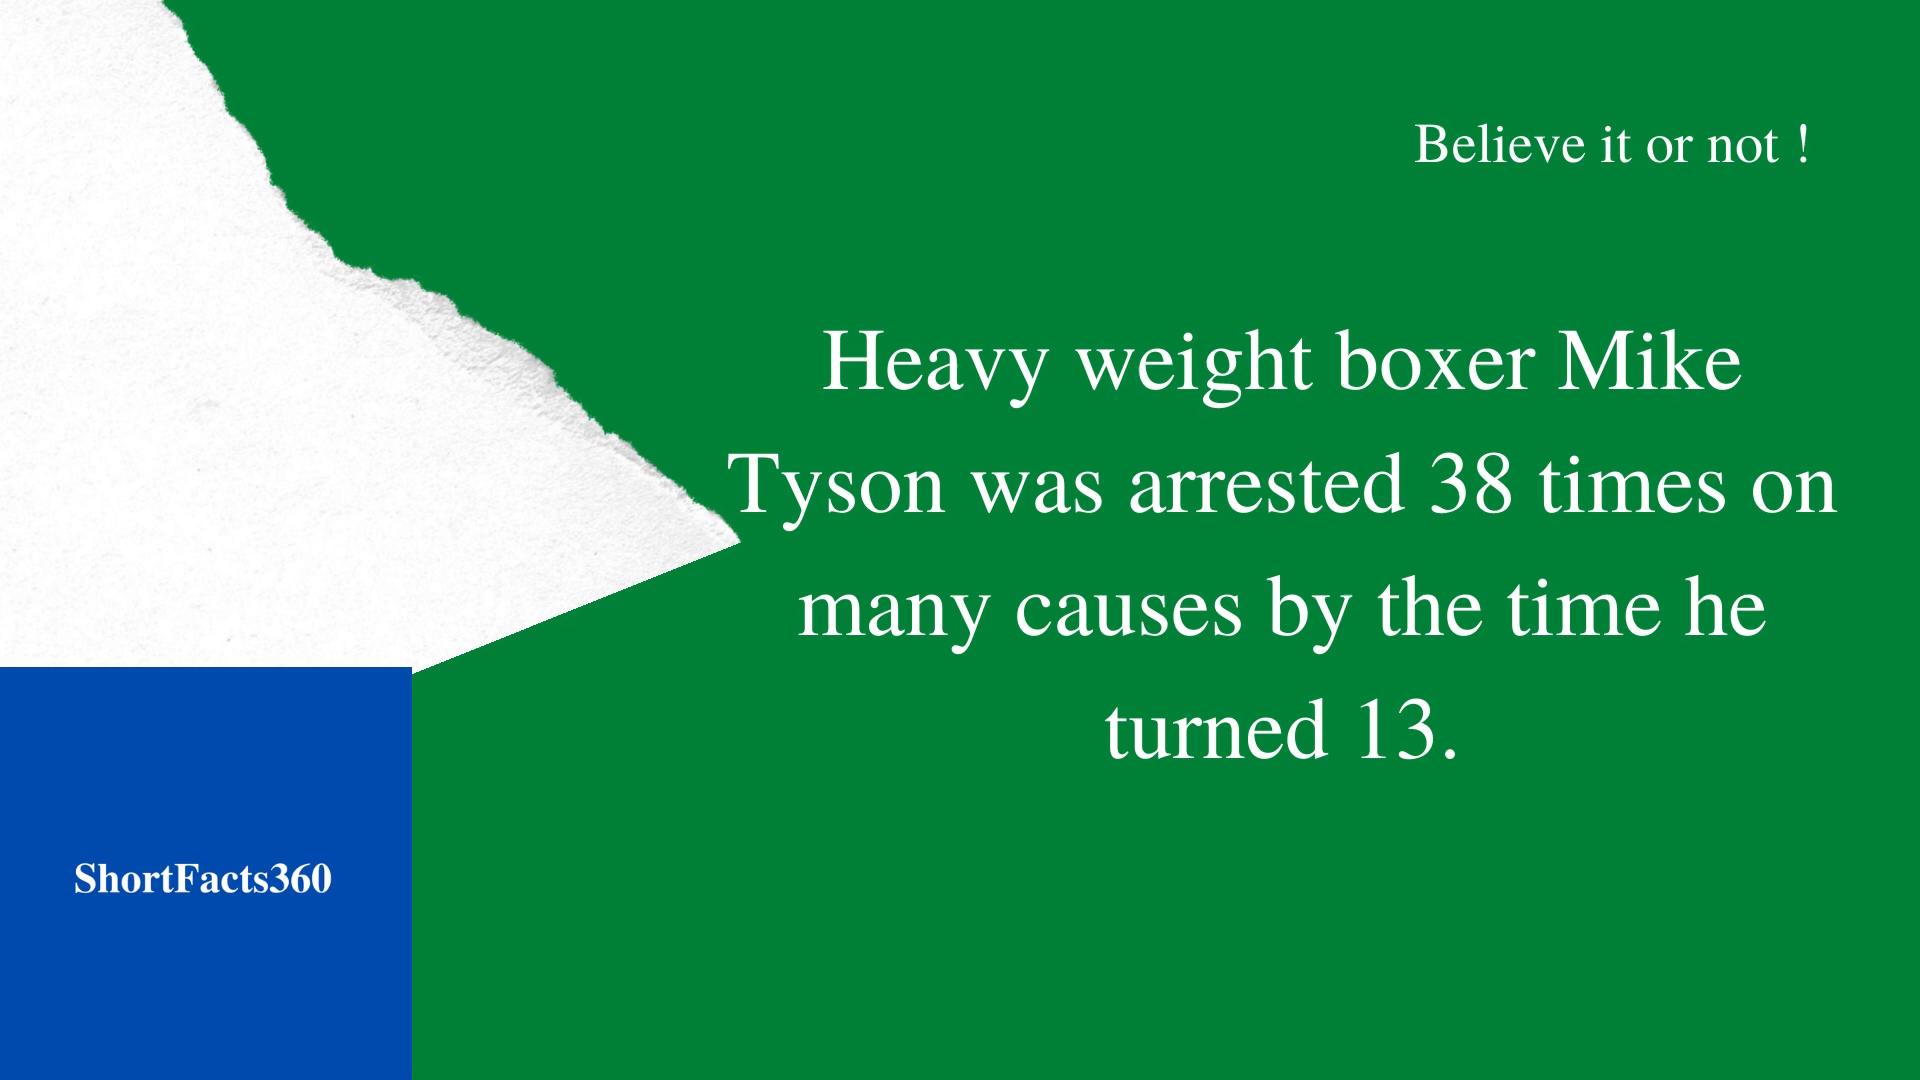 Believe it or not !
Heavy weight boxer Mike
Tyson was arrested 38 times on
many causes by the time he
turned 13.
ShortFacts360